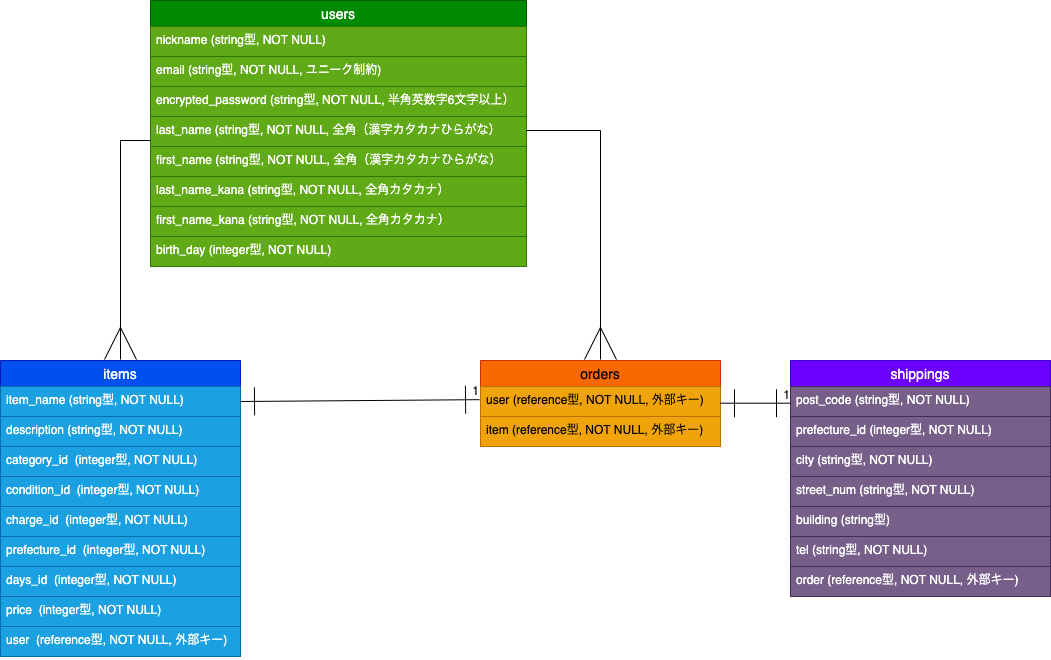 users
nickname (string型, NOT NULL)
email (string型, NOT NULL, ユニーク制約)
encrypted_password (string型, NOT NULL, 半角英数字6文字以上）
last_name (string型, NOT NULL, 全角（漢字カタカナひらがな）
first_name (string型, NOT NULL, 全角（漢字カタカナひらがな）
last_name_kana (string型, NOT NULL, 全角カタカナ）
first_name_kana (string型, NOT NULL, 全角カタカナ）
birth_day (integer型, NOT NULL)
items
item_name (string型, NOT NULL)
description (string型, NOT NULL)
category_id  (integer型, NOT NULL)
condition_id  (integer型, NOT NULL)
charge_id  (integer型, NOT NULL)
prefecture_id  (integer型, NOT NULL)
days_id  (integer型, NOT NULL)
price  (integer型, NOT NULL)
user  (reference型, NOT NULL, 外部キー)
1
orders
user (reference型, NOT NULL, 外部キー)
item (reference型, NOT NULL, 外部キー)
1
shippings
post_code (string型, NOT NULL)
prefecture_id (integer型, NOT NULL)
city (string型, NOT NULL)
street_num (string型, NOT NULL)
building (string型)
tel (string型, NOT NULL)
order (reference型, NOT NULL, 外部キー)